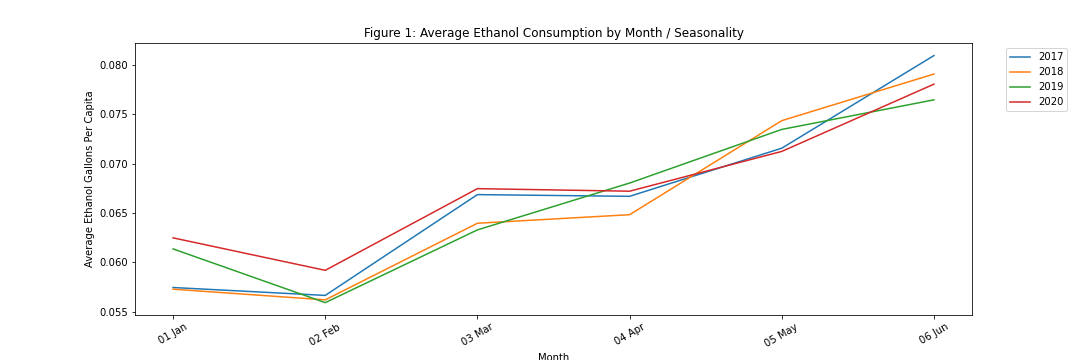 Figure 1: Average Ethanol Consumption by Month / Seasonality
2017
2018
2019
2020
Average Ethanol Gallons Per Capita
0.080
0.075
0.070
0.065
0.060
0.055
01 Jan
02 Feb
03 Mar
04 Apr
05 May
06 Jun
Month